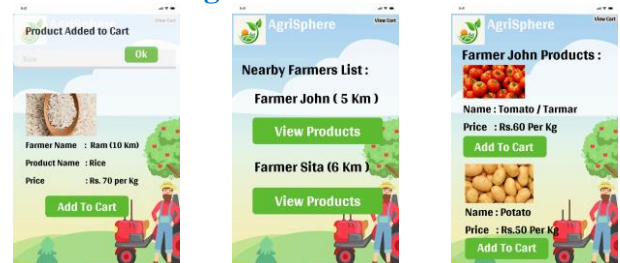 AgriSphere
View Cart
Product Added to Cart
Ok
Rice
Farmer Name : Ram (10 Km)
Product Name : Rice
Price : Rs. 70 per Kg
Add To Cart
AgriSphere
View Cart
Nearby Farmers List :
Farmer John ( 5 Km )
View Products
Farmer Sita (6 Km )
View Products
AgriSphere
View Cart
Farmer John Products :
Name : Tomato / Tarmar
Price : Rs.60 Per Kg
Add To Cart
Name : Potato
Price : Rs.50 Per Kg
Add To Cart